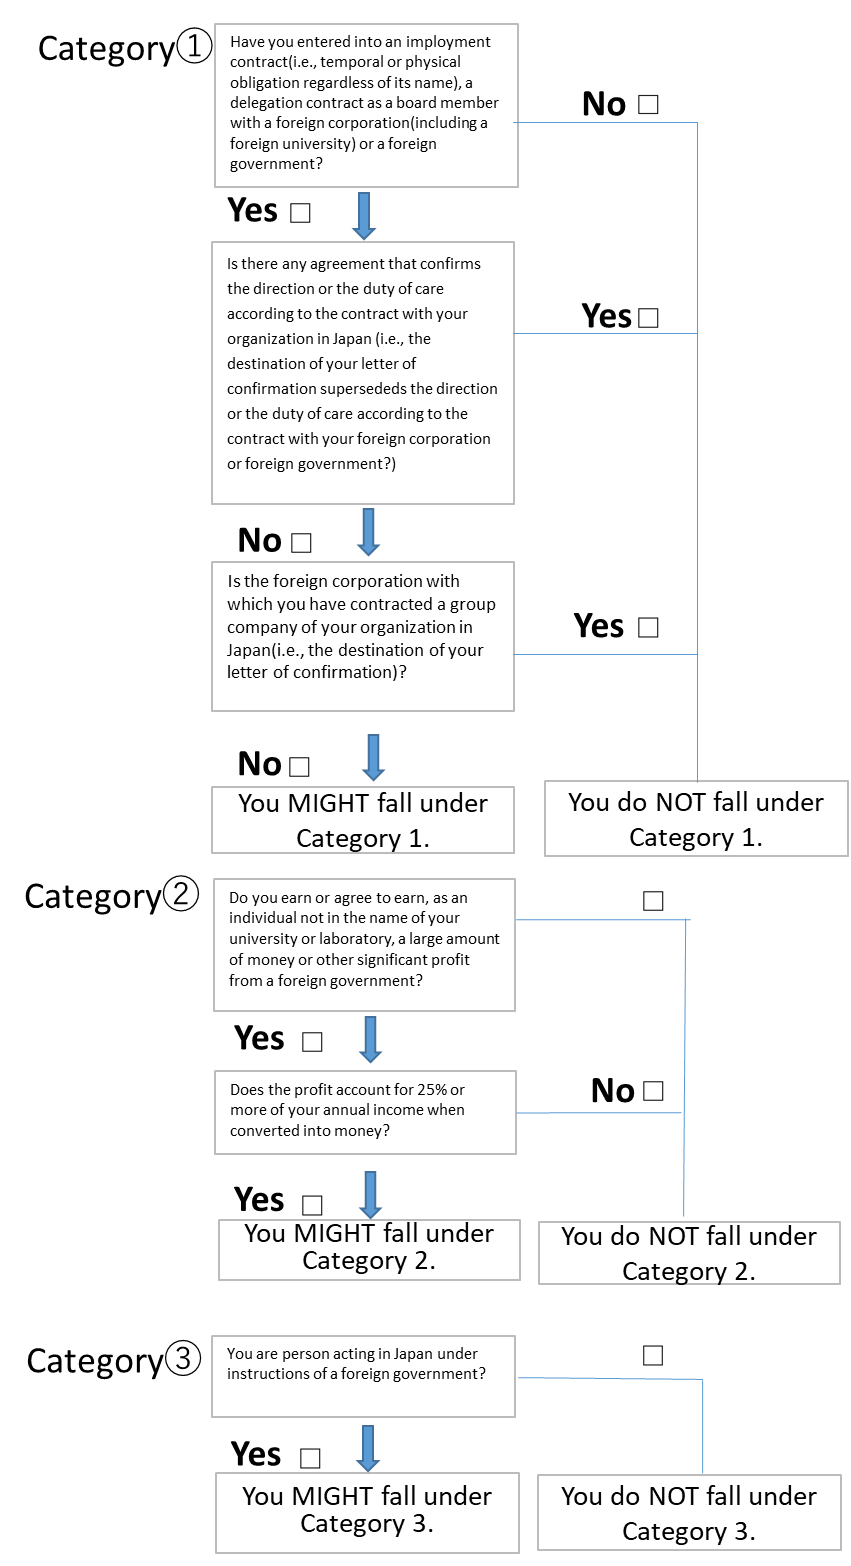 Category①
Have you entered into an imployment
contract(i.e., temporal or physical
obligation regardless of its name), a
delegation contract as a board member
with a foreign corporation(including a
foreign university) or a foreign
government?
No □
Yes □
Is there any agreement that confirms
the direction or the duty of care
according to the contract with your
organization in Japan (i.e., the
destination of your letter of
confirmation supersededs the direction
or the duty of care according to the
contract with your foreign corporation
or foreign government?)
Yes □
No □
Is the foreign corporation with
which you have contracted a group
company of your organization in
Japan(i.e., the destination of your
letter of confirmation)?
Yes □
No □
You MIGHT fall under
Category 1.
You do NOT fall under
Category 1.
Category②
Do you earn or agree to earn, as an
individual not in the name of your
university or laboratory, a large amount
of money or other significant profit
from a foreign government?
□
Yes □
Does the profit account for 25% or
more of your annual income when
converted into money?
No □
Yes □
You MIGHT fall under
Category 2.
You do NOT fall under
Category 2.
Category③
You are person acting in Japan under
instructions of a foreign government?
□
Yes □
You MIGHT fall under
Category 3.
You do NOT fall under
Category 3.